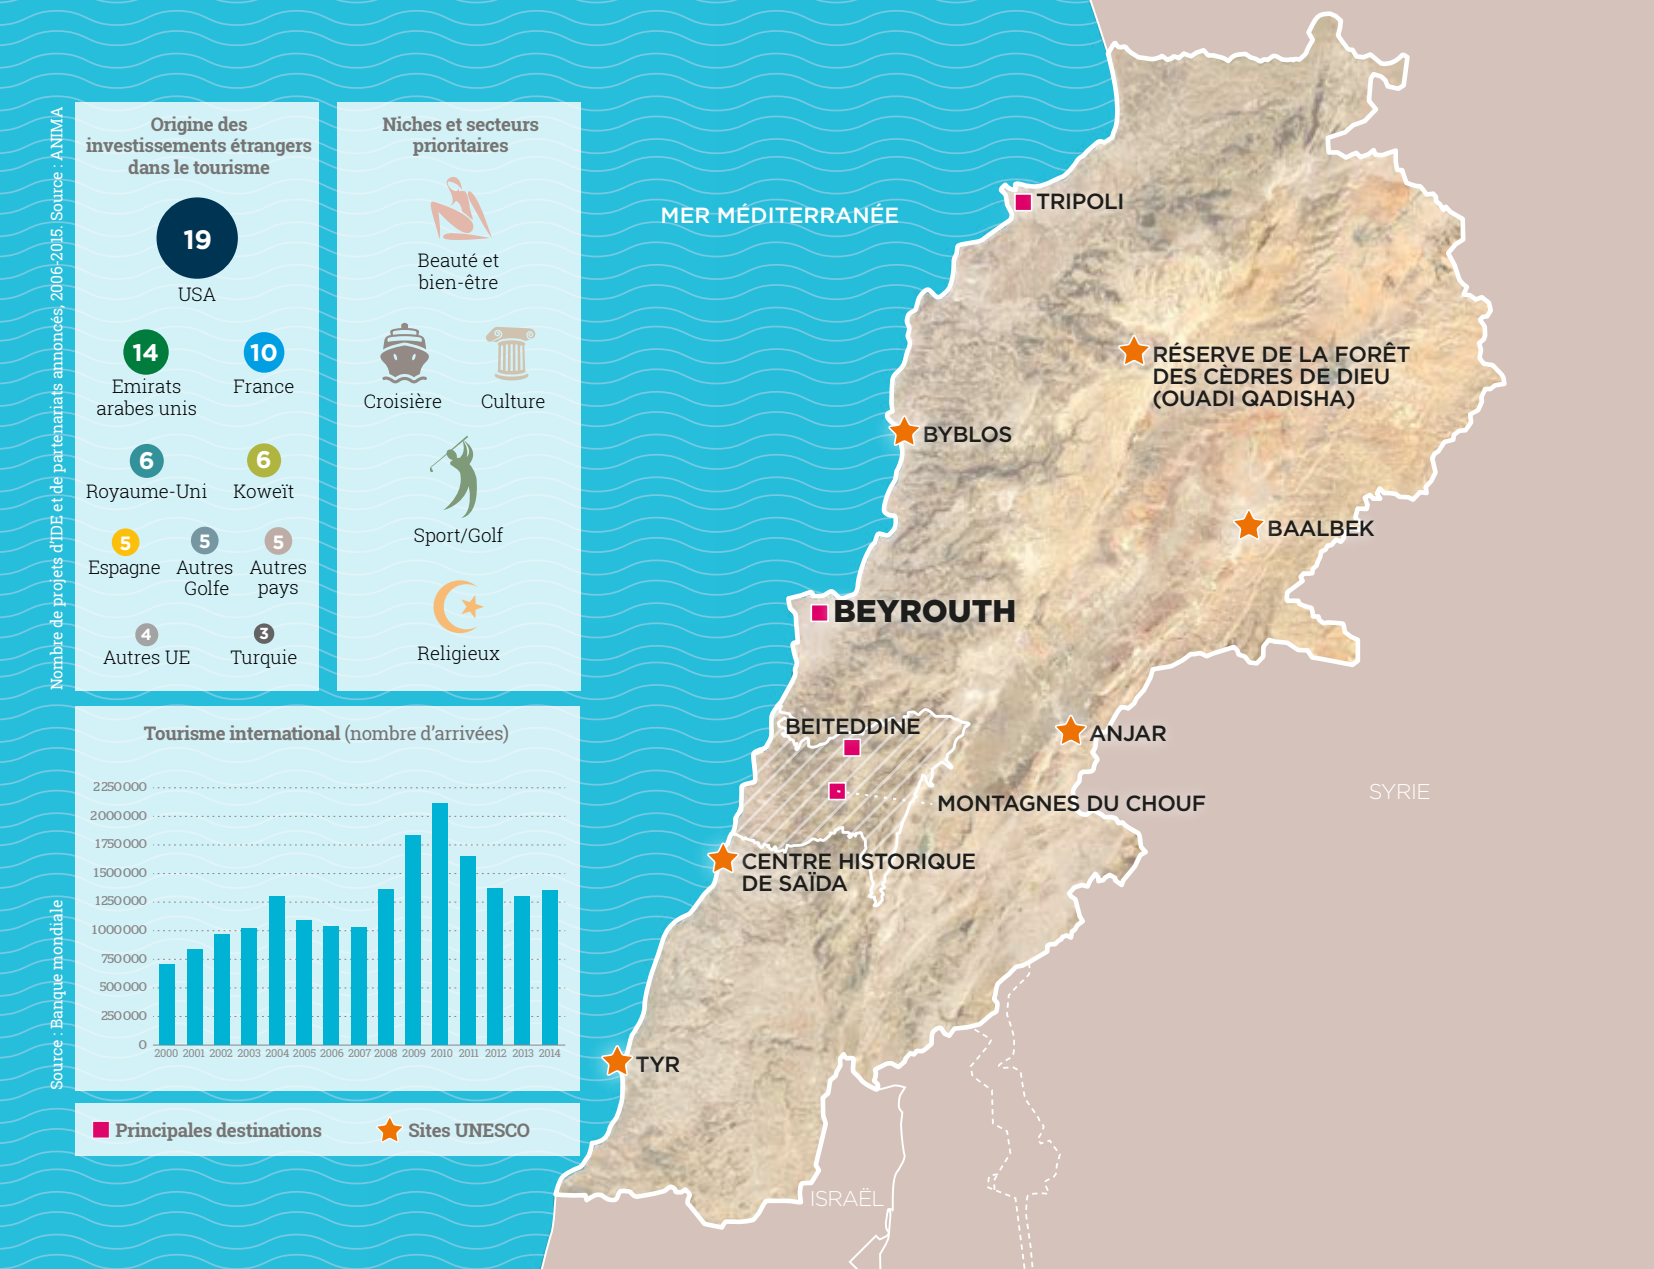 Nombre de projets d'IDE et de partenariats annoncés, 2006-2015. Source : ANIMA
Origine des
investissements étrangers
dans le tourisme
19
USA
14
Emirats
arabes unis
10
France
6
Royaume-Uni
6
Koweït
5
Espagne
5
Autres
Golfe
5
Autres
pays
4
Autres UE
3
Turquie
Niches et secteurs
prioritaires
Beauté et
bien-être
Croisière
Culture
Sport/Golf
Religieux
Source : Banque mondiale
Tourisme international (nombre d'arrivées)
2250000
2000000
1750000
1500000
1250000
1000000
750000
500000
250000
0
2000 2001 2002 2003 2004 2005 2006 2007 2008 2009 2010 2011 2012 2013 2014
Principales destinations
Sites UNESCO
MER MÉDITERRANÉE
TRIPOLI
RÉSERVE DE LA FORÊT
DES CÈDRES DE DIEU
(OUADI QADISHA)
BYBLOS
BAALBEK
BEYROUTH
BEITEDDINE
ANJAR
SYRIE
MONTAGNES DU CHOUF
CENTRE HISTORIQUE
DE SAÏDA
TYR
ISRAËL